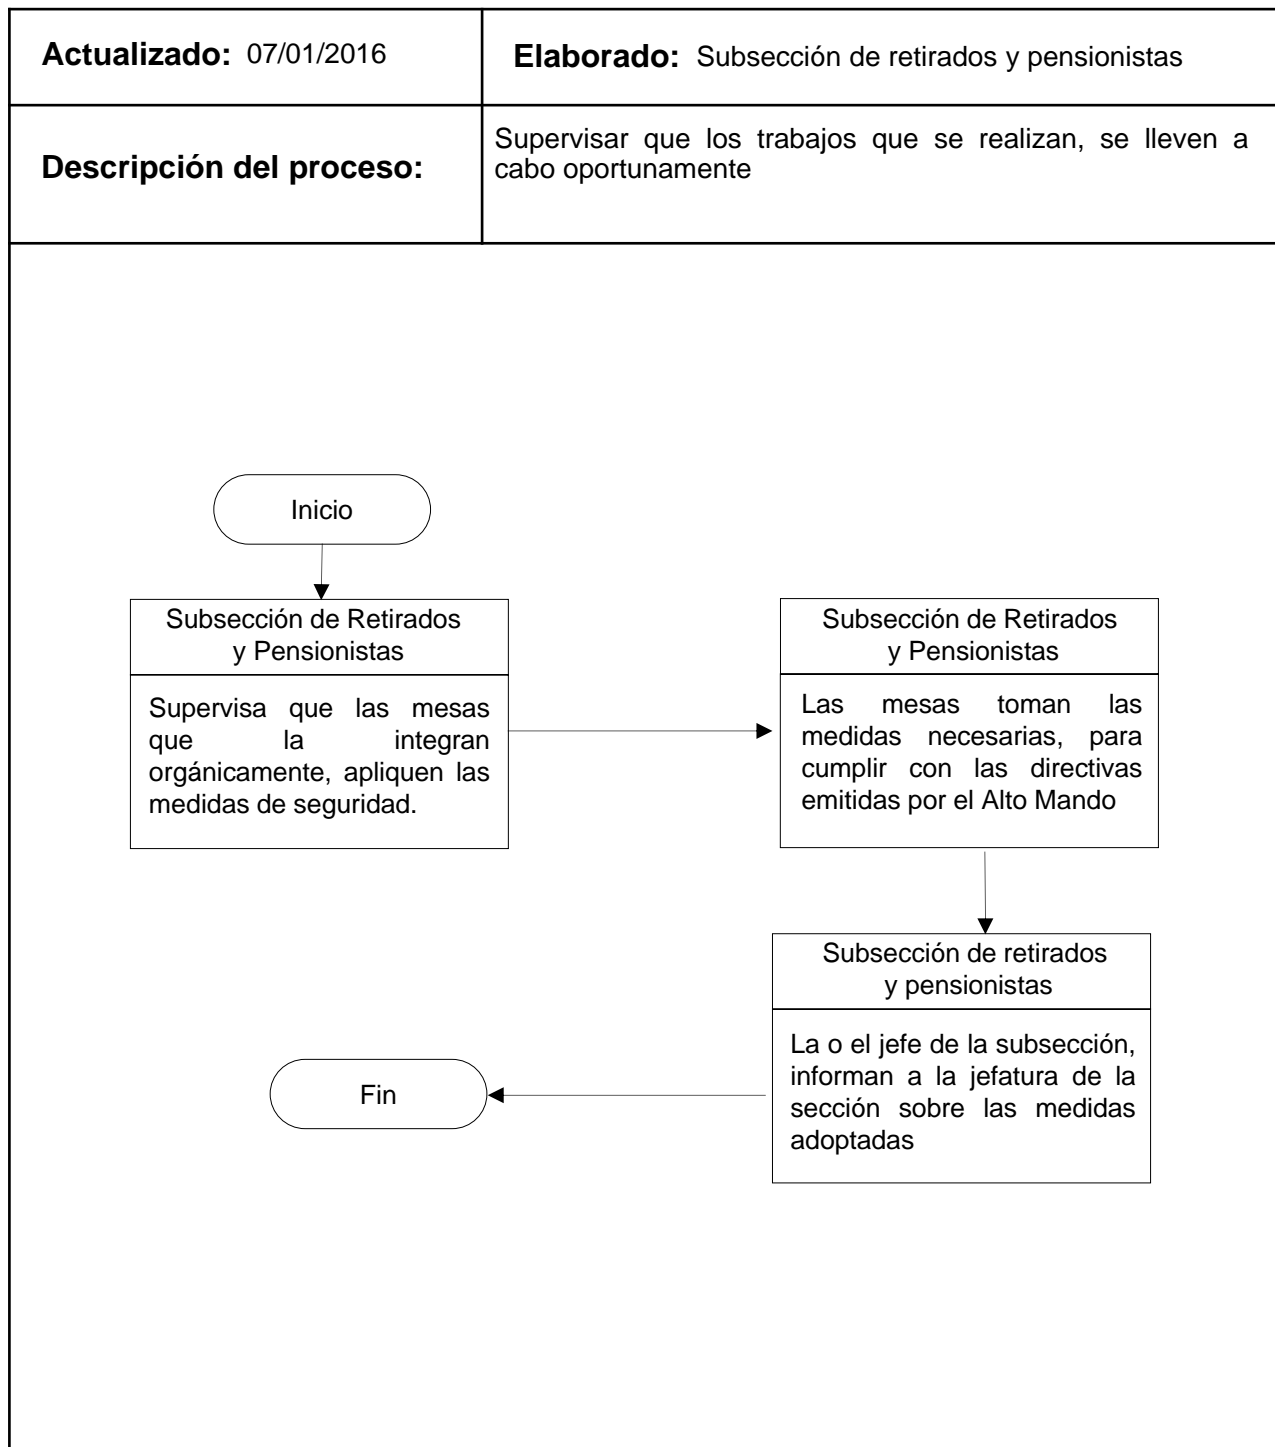 Actualizado: 07/01/2016
Elaborado: Subsección de retirados y pensionistas
Descripción del proceso:
Supervisar que los trabajos que se realizan, se lleven a
cabo oportunamente
Inicio
Subsección de Retirados
y Pensionistas
Supervisa que las mesas
que la integran
orgánicamente, apliquen las
medidas de seguridad.
Subsección de Retirados
y Pensionistas
Las mesas toman las
medidas necesarias, para
cumplir con las directivas
emitidas por el Alto Mando
Subsección de retirados
y pensionistas
La o el jefe de la subsección,
informan a la jefatura de la
sección sobre las medidas
adoptadas
Fin